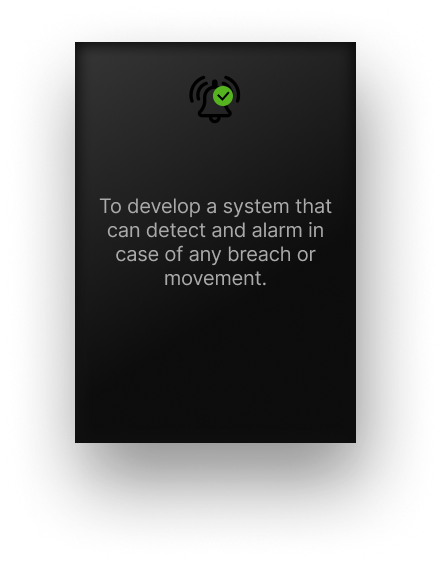 To develop a system that
can detect and alarm in
case of any breach or
movement.